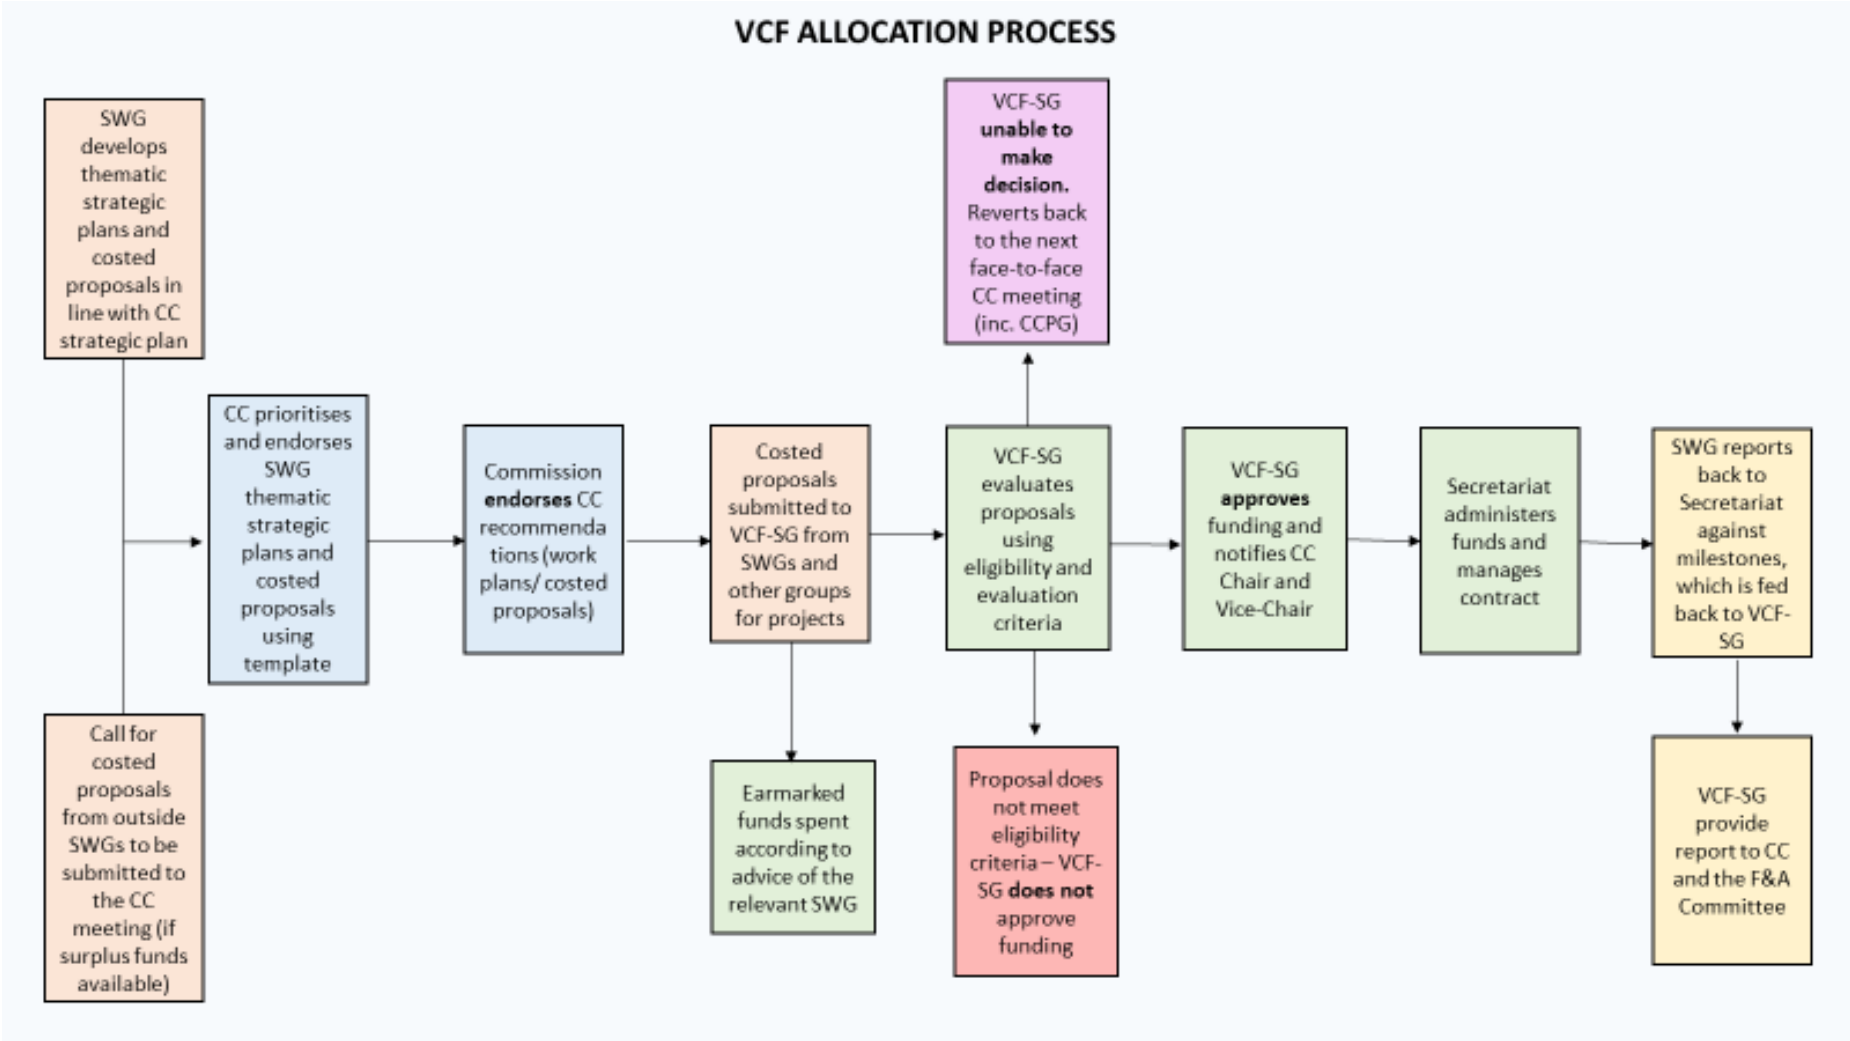 VCF ALLOCATION PROCESS
SWG
develops
thematic
strategic
plans and
costed
proposals in
line with CC
strategic plan
Call for
costed
proposals
from outside
SWGs to be
submitted to
the CC
meeting (if
surplus funds
available)
CC prioritises
and endorses
SWG
thematic
strategic
plans and
costed
proposals
using
template
Commission
endorses CC
recommenda
tions (work
plans/ costed
proposals)
Costed
proposals
submitted to
VCF-SG from
SWGs and
other groups
for projects
Earmarked
funds spent
according to
advice of the
relevant SWG
VCF-SG
unable to
make
decision.
Reverts back
to the next
face-to-face
CC meeting
(inc. CCPG)
VCF-SG
evaluates
proposals
using
eligibility and
evaluation
criteria
Proposal does
not meet
eligibility
criteria – VCF-
SG does not
approve
funding
VCF-SG
approves
funding and
notifies CC
Chair and
Vice-Chair
Secretariat
administers
funds and
manages
contract
SWG reports
back to
Secretariat
against
milestones,
which is fed
back to VCF-
SG
VCF-SG
provide
report to CC
and the F&A
Committee